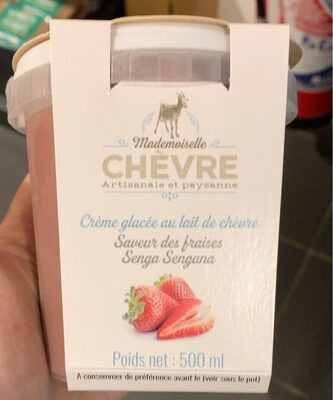 Mademoiselle
CHÈVRE
Artisanale et paysanne
Crème glacée au lait de chèvre
Saveur des fraises
Senga Sengana
Poids net : 500 ml
A consommer de préférence avant le (voir sous le pot)